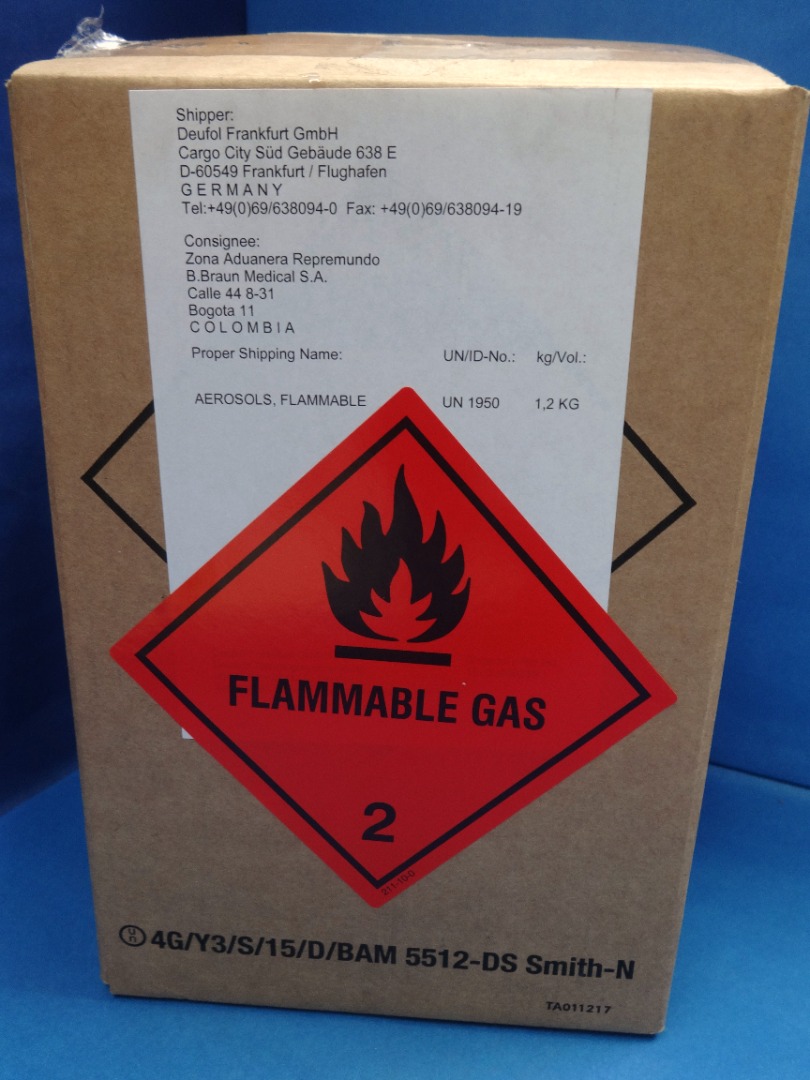 Shipper:
Deufol Frankfurt GmbH
Cargo City Süd Gebäude 638 E
D-60549 Frankfurt / Flughafen
G E R M A N Y
Tel:+49(0)69/638094-0 Fax: +49(0)69/638094-19
Consignee:
Zona Aduanera Repremundo
B.Braun Medical S.A.
Calle 44 8-31
Bogota 11
C O L O M B I A
Proper Shipping Name: UN/ID-No.: kg/Vol.:
AEROSOLS, FLAMMABLE UN 1950 1,2 KG
FLAMMABLE GAS
2
211-10-D
un 4G/Y3/S/15/D/BAM 5512-DS Smith-N
TA011217